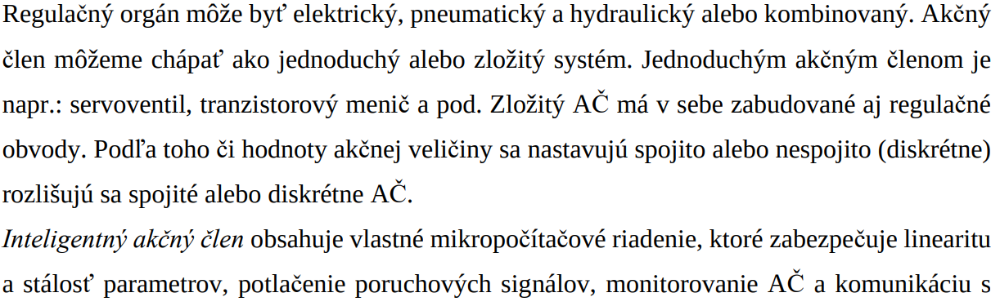 Regulačný orgán môže byť elektrický, pneumatický a hydraulický alebo kombinovaný. Akčný
člen môžeme chápať ako jednoduchý alebo zložitý systém. Jednoduchým akčným členom je
napr.: servoventil, tranzistorový menič a pod. Zložitý AČ má v sebe zabudované aj regulačné
obvody. Podľa toho či hodnoty akčnej veličiny sa nastavujú spojito alebo nespojito (diskrétne)
rozlišujú sa spojité alebo diskrétne AČ.
Inteligentný akčný člen obsahuje vlastné mikropočítačové riadenie, ktoré zabezpečuje linearitu
a stálosť parametrov, potlačenie poruchových signálov, monitorovanie AČ a komunikáciu s